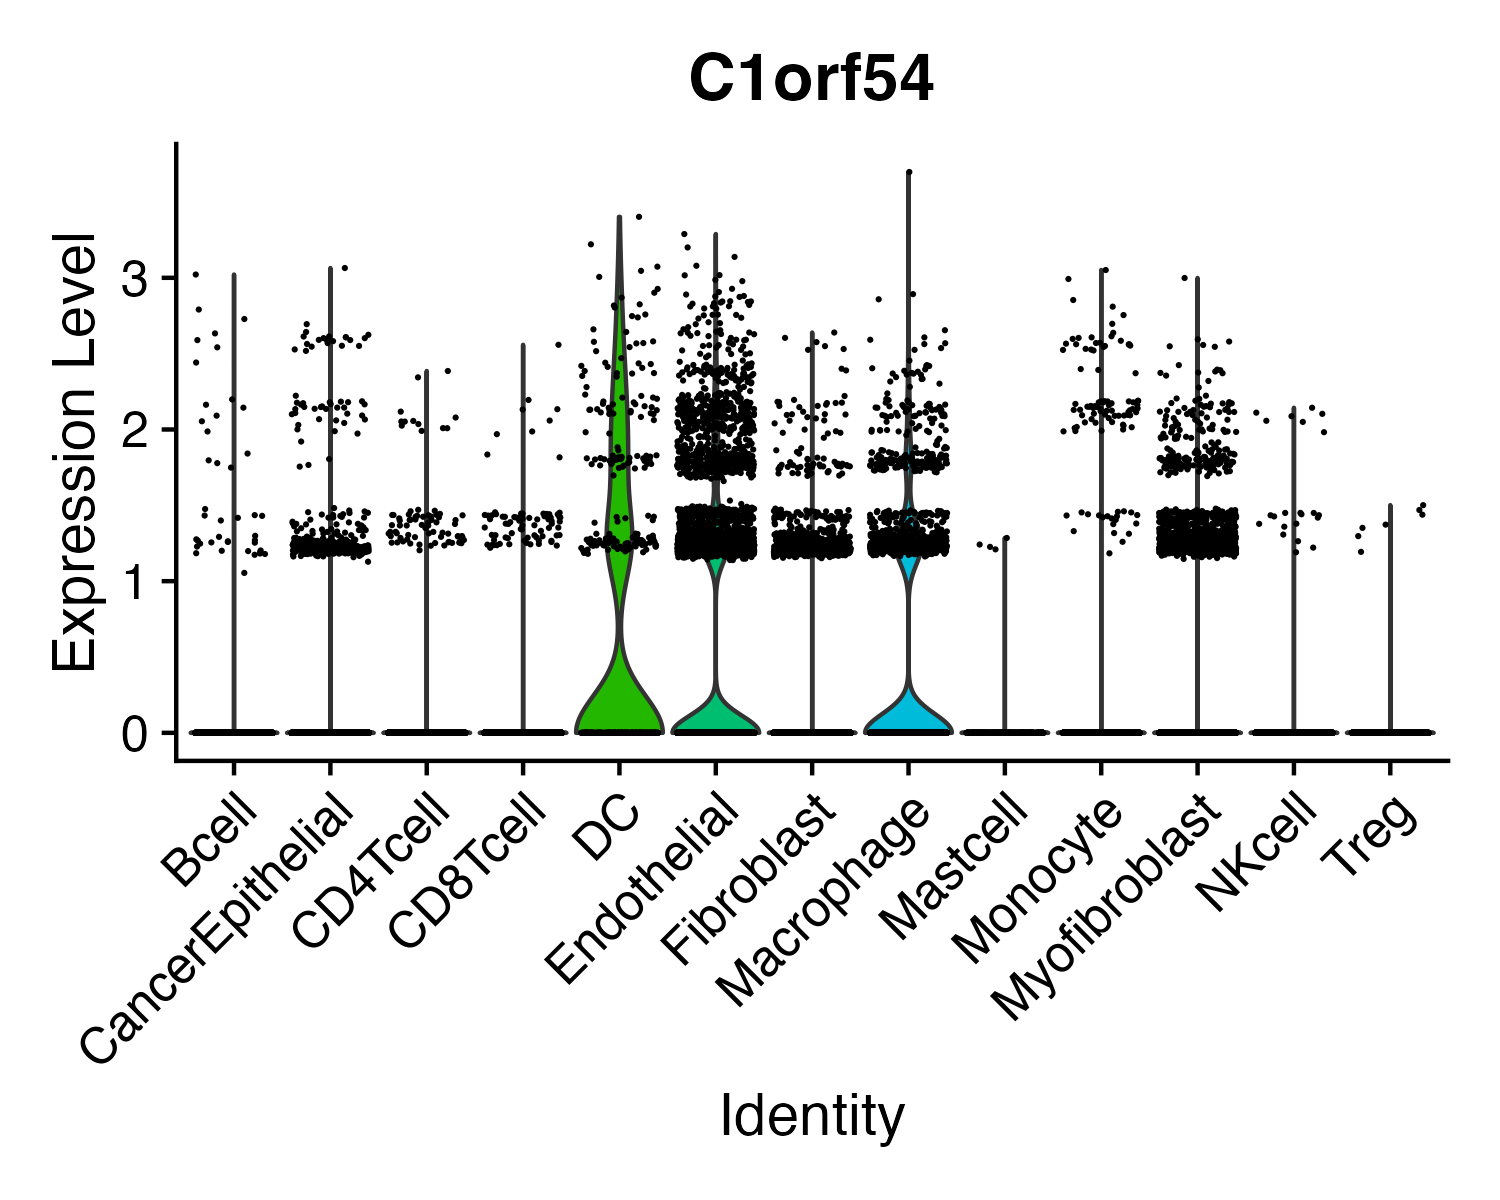 C1orf54
Expression Level
3
2
1
0
Bcell
CancerEpithelial
CD4Tcell
CD8Tcell
DC
Endothelial
Fibroblast
Macrophage
Mastcell
Monocyte
Myofibroblast
NKcell
Treg
Identity